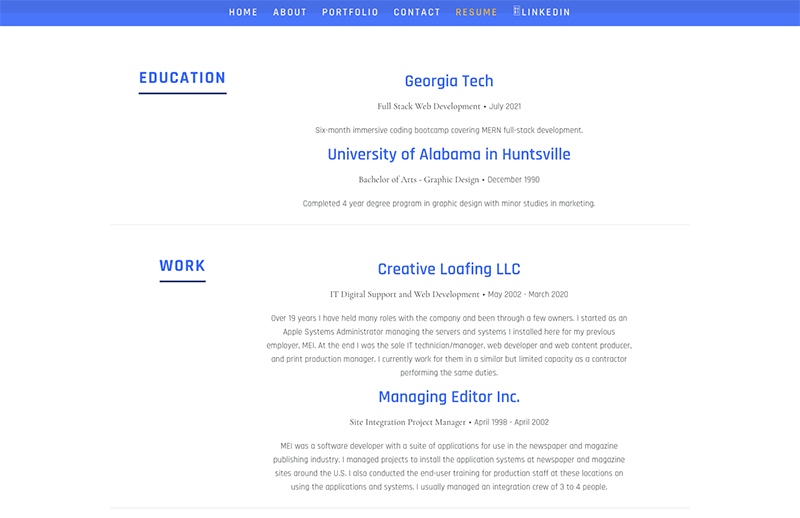 HOME ABOUT PORTFOLIO CONTACT RESUME LINKEDIN
EDUCATION
Georgia Tech
Full Stack Web Development • July 2021
Six-month immersive coding bootcamp covering MERN full-stack development.
University of Alabama in Huntsville
Bachelor of Arts - Graphic Design • December 1990
Completed 4 year degree program in graphic design with minor studies in marketing.
WORK
Creative Loafing LLC
IT Digital Support and Web Development • May 2002 - March 2020
Over 19 years I have held many roles with the company and been through a few owners. I started as an
Apple Systems Administrator managing the servers and systems I installed here for my previous
employer, MEI. At the end I was the sole IT technician/manager, web developer and web content producer,
and print production manager. I currently work for them in a similar but limited capacity as a contractor
performing the same duties.
Managing Editor Inc.
Site Integration Project Manager • April 1998 - April 2002
MEI was a software developer with a suite of applications for use in the newspaper and magazine
publishing industry. I managed projects to install the application systems at newspaper and magazine
sites around the U.S. I also conducted the end-user training for production staff at these locations on
using the applications and systems. I usually managed an integration crew of 3 to 4 people.